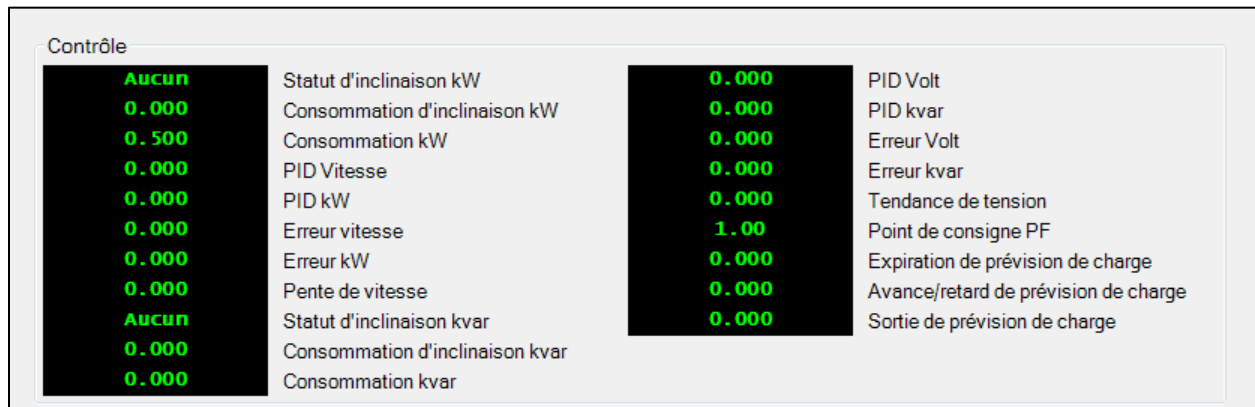 Contrôle
Aucun Statut d'inclinaison kW
0.000 Consommation d'inclinaison kW
0.500 Consommation kW
0.000 PID Vitesse
0.000 PID kW
0.000 Erreur vitesse
0.000 Erreur kW
0.000 Pente de vitesse
Aucun Statut d'inclinaison kvar
0.000 Consommation d'inclinaison kvar
0.000 Consommation kvar
0.000 PID Volt
0.000 PID kvar
0.000 Erreur Volt
0.000 Erreur kvar
0.000 Tendance de tension
1.00 Point de consigne PF
0.000 Expiration de prévision de charge
0.000 Avance/retard de prévision de charge
0.000 Sortie de prévision de charge